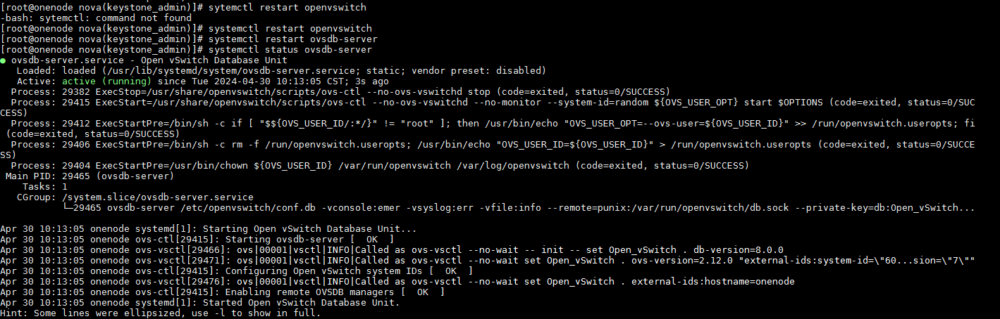 [root@onenode nova(keystone_admin)]# sytemctl restart openvswitch
-bash: sytemctl: command not found
[root@onenode nova(keystone_admin)]# systemctl restart openvswitch
[root@onenode nova(keystone_admin)]# systemctl restart ovsdb-server
[root@onenode nova(keystone_admin)]# systemctl status ovsdb-server
● ovsdb-server.service - Open vSwitch Database Unit
   Loaded: loaded (/usr/lib/systemd/system/ovsdb-server.service; static; vendor preset: disabled)
   Active: active (running) since Tue 2024-04-30 10:13:05 CST; 3s ago
  Process: 29382 ExecStop=/usr/share/openvswitch/scripts/ovs-ctl --no-ovs-vswitchd stop (code=exited, status=0/SUCCESS)
  Process: 29415 ExecStart=/usr/share/openvswitch/scripts/ovs-ctl --no-ovs-vswitchd --no-monitor --system-id=random ${OVS_USER_OPT} start $OPTIONS (code=exited, status=0/SUC
CESS)
  Process: 29412 ExecStartPre=/bin/sh -c if [ "$${OVS_USER_ID/:*/}" != "root" ]; then /usr/bin/echo "OVS_USER_OPT=--ovs-user=${OVS_USER_ID}" >> /run/openvswitch.useropts; fi
 (code=exited, status=0/SUCCESS)
  Process: 29406 ExecStartPre=/bin/sh -c rm -f /run/openvswitch.useropts; /usr/bin/echo "OVS_USER_ID=${OVS_USER_ID}" > /run/openvswitch.useropts (code=exited, status=0/SUCCE
SS)
  Process: 29404 ExecStartPre=/usr/bin/chown ${OVS_USER_ID} /var/run/openvswitch /var/log/openvswitch (code=exited, status=0/SUCCESS)
 Main PID: 29465 (ovsdb-server)
    Tasks: 1
   CGroup: /system.slice/ovsdb-server.service
           └─29465 ovsdb-server /etc/openvswitch/conf.db -vconsole:emer -vsyslog:err -vfile:info --remote=punix:/var/run/openvswitch/db.sock --private-key=db:Open_vSwitch...
Apr 30 10:13:05 onenode systemd[1]: Starting Open vSwitch Database Unit...
Apr 30 10:13:05 onenode ovs-ctl[29415]: Starting ovsdb-server [  OK  ]
Apr 30 10:13:05 onenode ovs-vsctl[29466]: ovs|00001|vsctl|INFO|Called as ovs-vsctl --no-wait -- init -- set Open_vSwitch . db-version=8.0.0
Apr 30 10:13:05 onenode ovs-vsctl[29471]: ovs|00001|vsctl|INFO|Called as ovs-vsctl --no-wait set Open_vSwitch . ovs-version=2.12.0 "external-ids:system-id=\"60...sion=\"7\""
Apr 30 10:13:05 onenode ovs-ctl[29415]: Configuring Open vSwitch system IDs [  OK  ]
Apr 30 10:13:05 onenode ovs-vsctl[29476]: ovs|00001|vsctl|INFO|Called as ovs-vsctl --no-wait set Open_vSwitch . external-ids:hostname=onenode
Apr 30 10:13:05 onenode ovs-ctl[29415]: Enabling remote OVSDB managers [  OK  ]
Apr 30 10:13:05 onenode systemd[1]: Started Open vSwitch Database Unit.
Hint: Some lines were ellipsized, use -l to show in full.